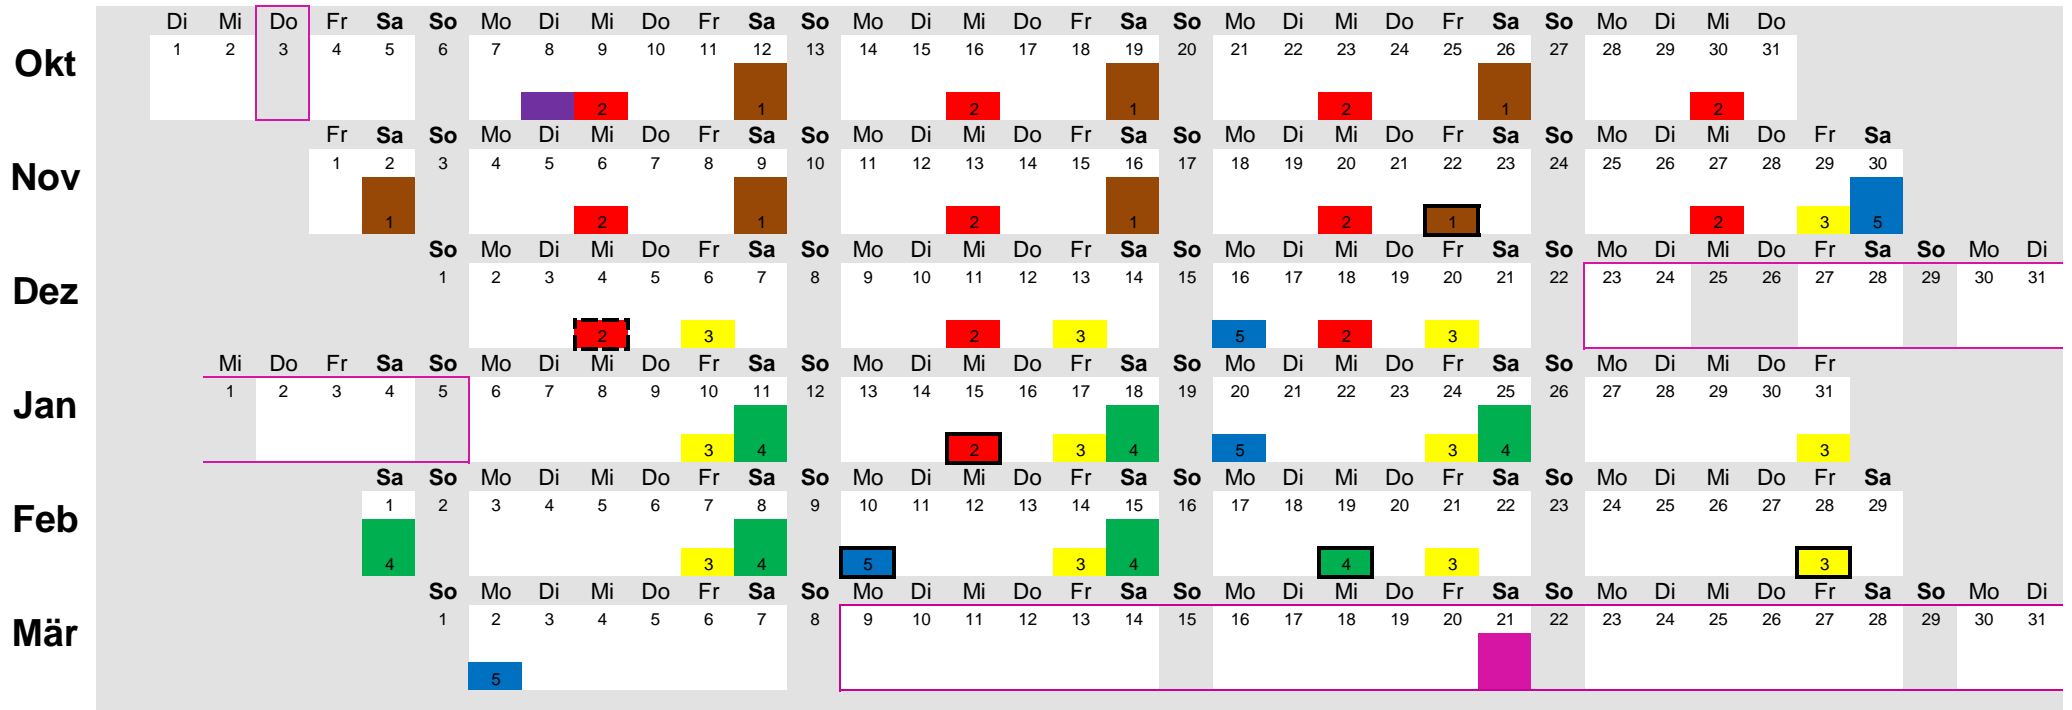 Di Mi Do Fr Sa So Mo Di Mi Do Fr Sa So Mo Di Mi Do Fr Sa So Mo Di Mi Do Fr Sa So Mo Di Mi Do
Okt 1 2 3 4 5 6 7 8 9 10 11 12 13 14 15 16 17 18 19 20 21 22 23 24 25 26 27 28 29 30 31
2 1 2 1 2 1 2
Fr Sa So Mo Di Mi Do Fr Sa So Mo Di Mi Do Fr Sa So Mo Di Mi Do Fr Sa So Mo Di Mi Do Fr Sa
Nov 1 2 3 4 5 6 7 8 9 10 11 12 13 14 15 16 17 18 19 20 21 22 23 24 25 26 27 28 29 30
1 2 1 2 1 2 1 2 3 5
So Mo Di Mi Do Fr Sa So Mo Di Mi Do Fr Sa So Mo Di Mi Do Fr Sa So Mo Di Mi Do Fr Sa So Mo Di
Dez 1 2 3 4 5 6 7 8 9 10 11 12 13 14 15 16 17 18 19 20 21 22 23 24 25 26 27 28 29 30 31
2 3 2 3 5 2 3
Mi Do Fr Sa So Mo Di Mi Do Fr Sa So Mo Di Mi Do Fr Sa So Mo Di Mi Do Fr Sa So Mo Di Mi Do Fr
Jan 1 2 3 4 5 6 7 8 9 10 11 12 13 14 15 16 17 18 19 20 21 22 23 24 25 26 27 28 29 30 31
3 4 2 3 4 5 3 4 3
Sa So Mo Di Mi Do Fr Sa So Mo Di Mi Do Fr Sa So Mo Di Mi Do Fr Sa So Mo Di Mi Do Fr Sa
Feb 1 2 3 4 5 6 7 8 9 10 11 12 13 14 15 16 17 18 19 20 21 22 23 24 25 26 27 28 29
4 3 4 5 3 4 4 3 3
So Mo Di Mi Do Fr Sa So Mo Di Mi Do Fr Sa So Mo Di Mi Do Fr Sa So Mo Di Mi Do Fr Sa So Mo Di
Mär 1 2 3 4 5 6 7 8 9 10 11 12 13 14 15 16 17 18 19 20 21 22 23 24 25 26 27 28 29 30 31
5